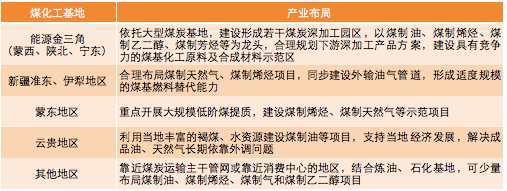 煤化工基地 产业布局
能源金三角
（蒙西、陕北、宁东）
依托大型煤炭基地，建设形成若干煤炭深加工园区，以煤制油、煤制烯烃、煤
制乙二醇、煤制芳烃等为龙头，合理规划下游深加工产品方案，建设具有竞争
力的煤基化工原料及合成材料示范区
新疆准东、伊犁地区
合理布局煤制天然气、煤制烯烃项目，同步建设外输油气管道，形成适度规模
的煤基燃料替代能力
蒙东地区 重点开展大规模低阶煤提质，建设煤制烯烃、煤制天然气等示范项目
云贵地区
利用当地丰富的褐煤、水资源建设煤制油等项目，支持当地经济发展，解决成
品油、天然气长期依靠外调问题
其他地区
靠近煤炭运输主干管网或靠近消费中心的地区，结合炼油、石化基地，可少量
布局煤制油、煤制烯烃、煤制气和煤制乙二醇项目